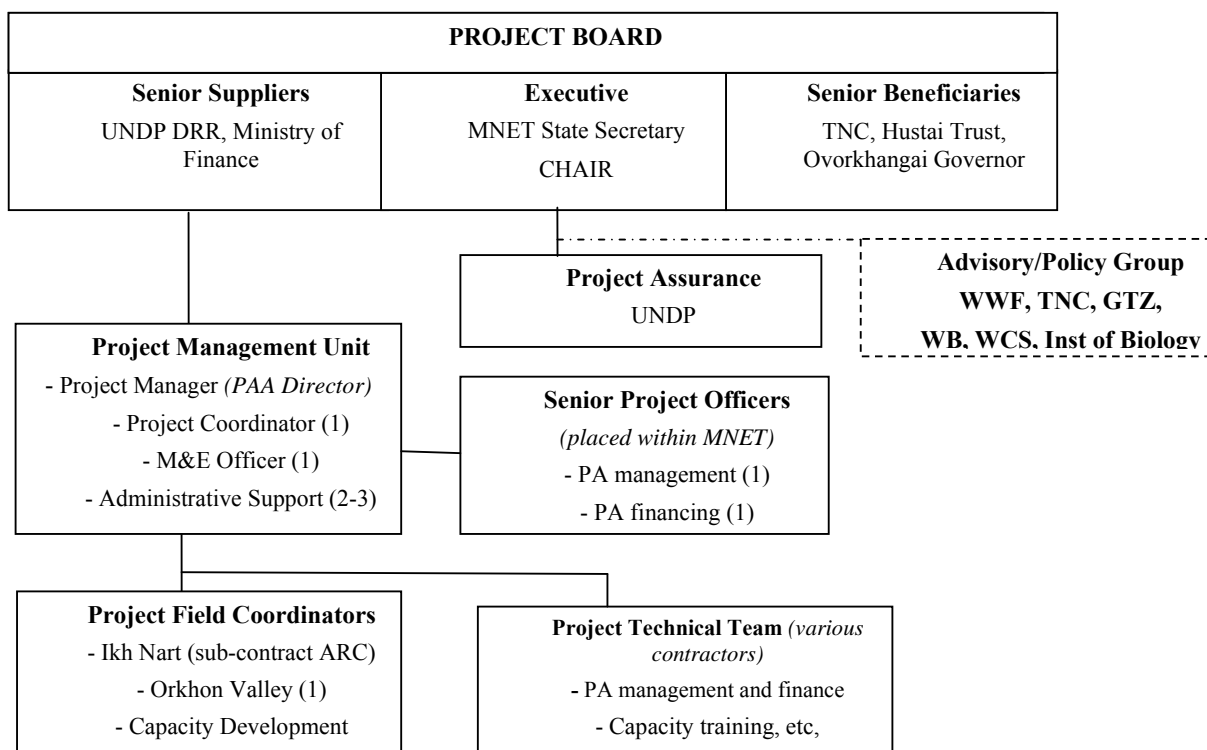 PROJECT BOARD
Senior Suppliers
UNDP DRR, Ministry of
Finance
Executive
MNET State Secretary
CHAIR
Senior Beneficiaries
TNC, Hustai Trust,
Ovorkhangai Governor
Project Assurance
UNDP
Advisory/Policy Group
WWF, TNC, GTZ,
WB, WCS, Inst of Biology
Project Management Unit
- Project Manager (PAA Director)
- Project Coordinator (1)
- M&E Officer (1)
- Administrative Support (2-3)
Senior Project Officers
(placed within MNET)
- PA management (1)
- PA financing (1)
Project Field Coordinators
- Ikh Nart (sub-contract ARC)
- Orkhon Valley (1)
- Capacity Development
Project Technical Team (various
contractors)
- PA management and finance
- Capacity training, etc,